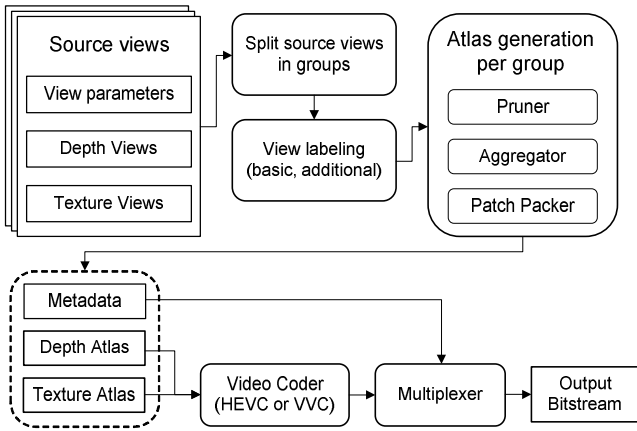 Source views
View parameters
Depth Views
Texture Views
Split source views
in groups
View labeling
(basic, additional)
Atlas generation
per group
Pruner
Aggregator
Patch Packer
Metadata
Depth Atlas
Texture Atlas
Video Coder
(HEVC or VVC)
Multiplexer
Output
Bitstream